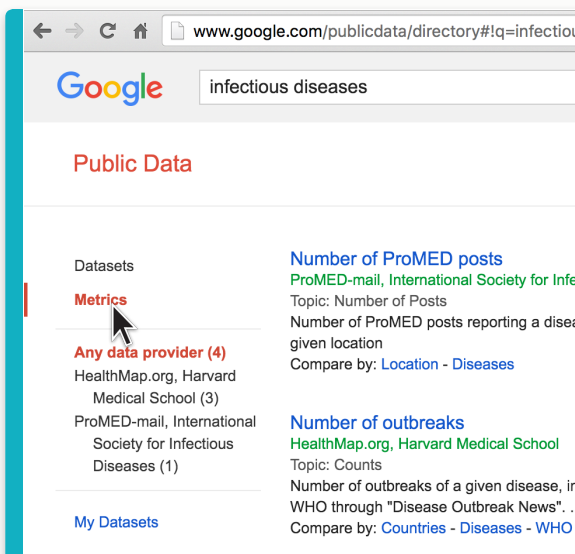 www.google.com/publicdata/directory#!q=infectiou
Google
infectious diseases
Public Data
Datasets
Metrics
Any data provider (4)
HealthMap.org, Harvard
Medical School (3)
ProMED-mail, International
Society for Infectious
Diseases (1)
My Datasets
Number of ProMED posts
ProMED-mail, International Society for Infe
Topic: Number of Posts
Number of ProMED posts reporting a disea
given location
Compare by: Location - Diseases
Number of outbreaks
HealthMap.org, Harvard Medical School
Topic: Counts
Number of outbreaks of a given disease, in
WHO through "Disease Outbreak News". .
Compare by: Countries - Diseases - WHO